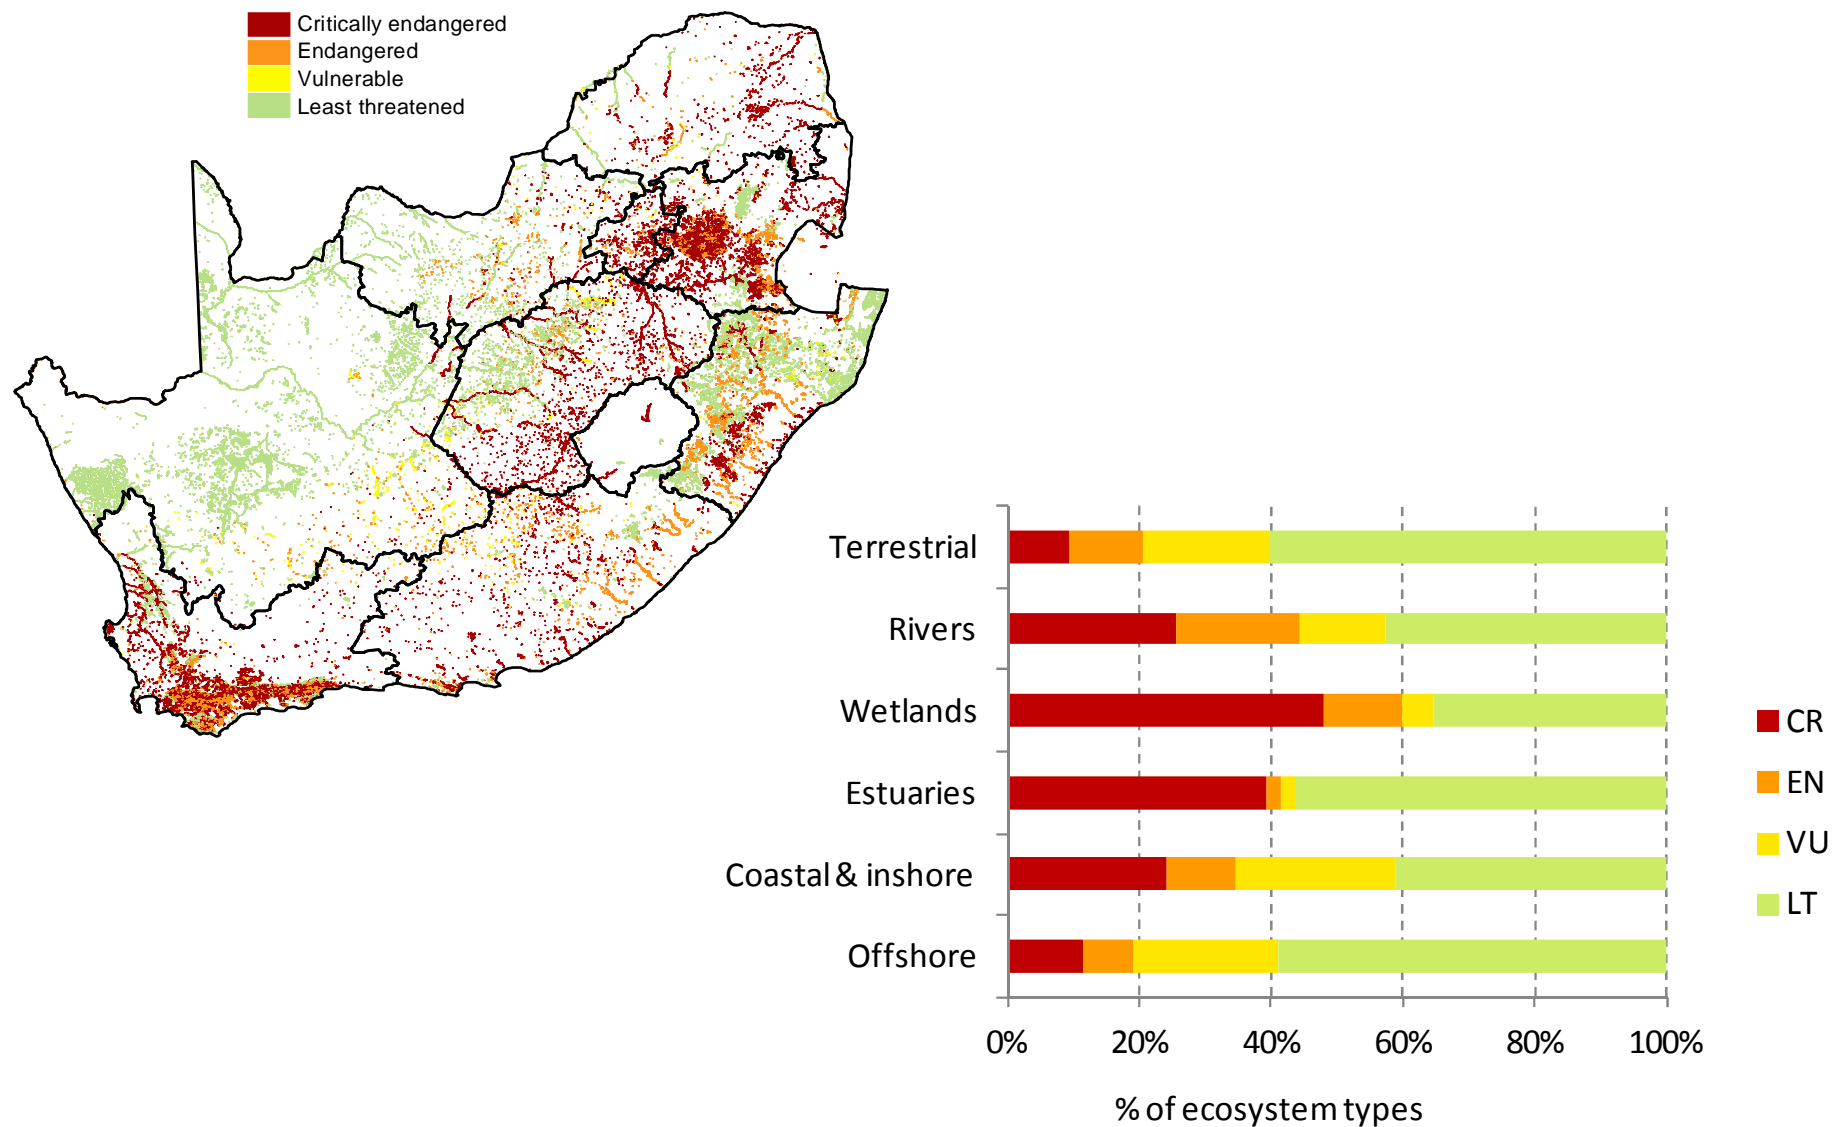 Critically endangered
Endangered
Vulnerable
Least threatened
Terrestrial
Rivers
Wetlands
Estuaries
Coastal & inshore
Offshore
0% 20% 40% 60% 80% 100%
% of ecosystem types
CR
EN
VU
LT